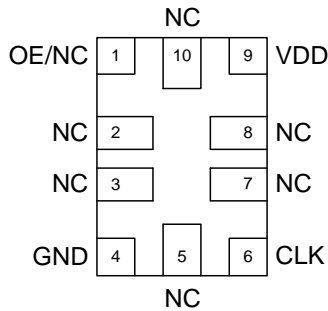 NC
OE/NC 1 10 9 VDD
NC 2 8 NC
NC 3 7 NC
GND 4 5 6 CLK
NC